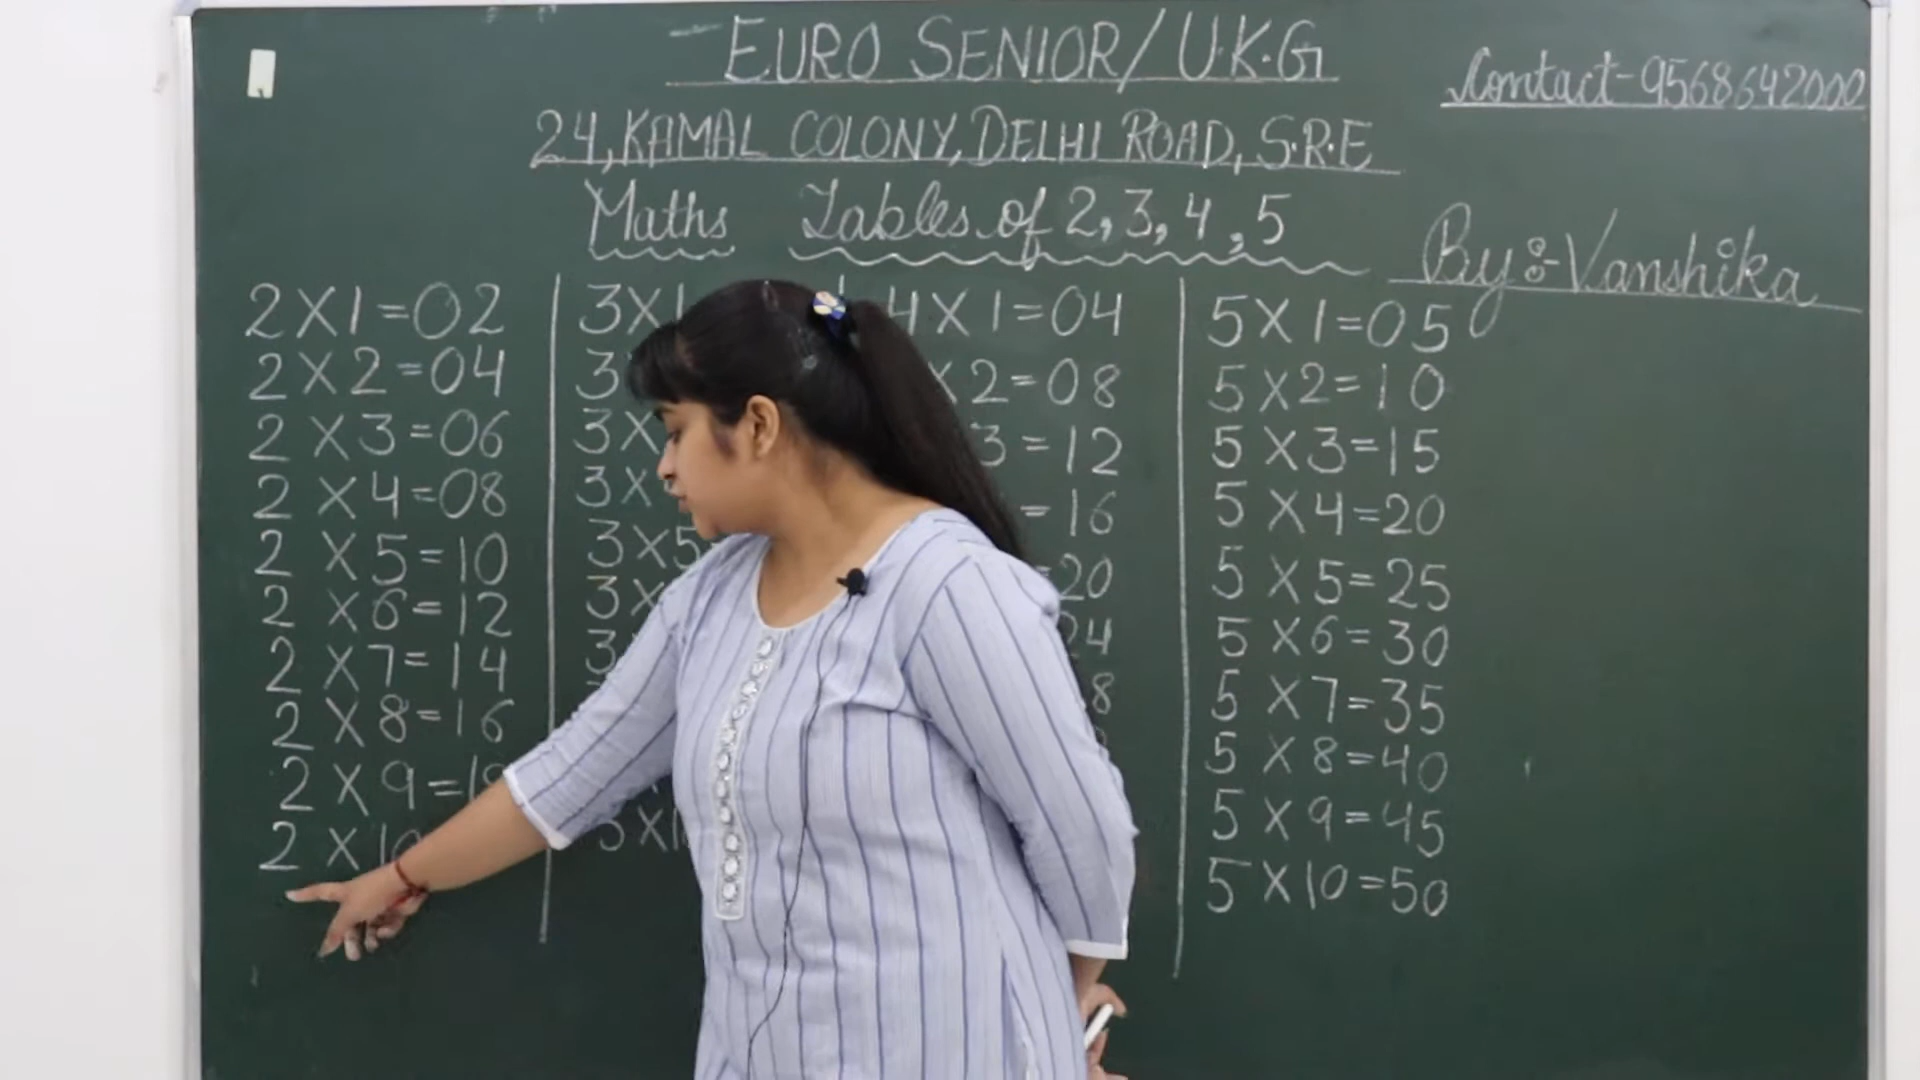 EURO SENIOR/U.K.G
Contact-9568642000
24,KAMAL COLONY,DELHI ROAD,S.R.E
Maths Tables of 2,3,4,5
By:-Vanshika
2X1=02
2X2=04
2X3=06
2X4=08
2X5=10
2X6=12
2X7=14
2X8=16
2X9=18
2X10
3X1
3
3X
3X
3X5
3X
3
3X1
4X1=04
X2=08
3=12
=16
=20
24
8
5X1=05
5X2=10
5X3=15
5X4=20
5X5=25
5X6=30
5X7=35
5X8=40
5X9=45
5X10=50